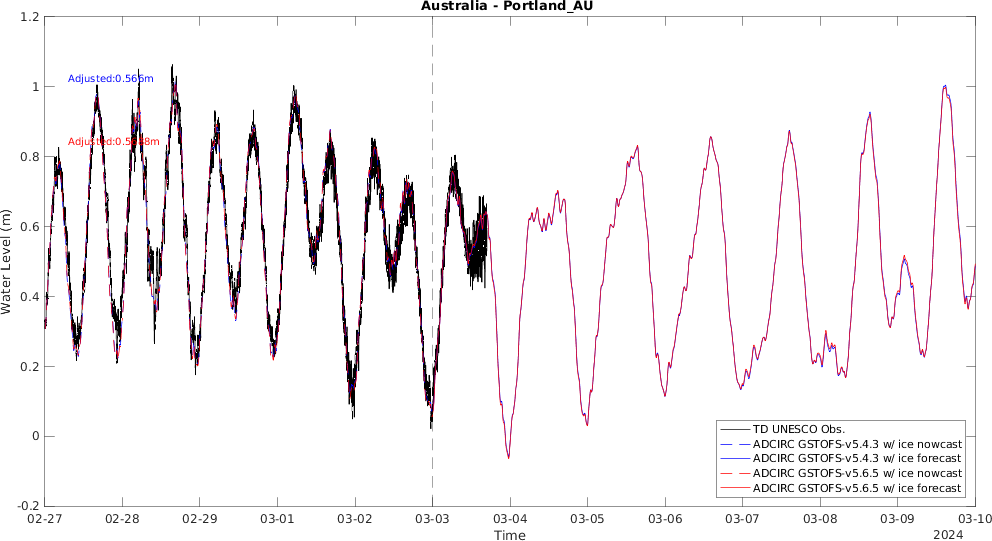 Australia - Portland_AU
1.2
1
0.8
0.6
0.4
0.2
0
-0.2
Water Level (m)
Adjusted:0.566m
TD UNESCO Obs.
ADCIRC GSTOFS-v5.4.3 w/ ice nowcast
ADCIRC GSTOFS-v5.4.3 w/ ice forecast
ADCIRC GSTOFS-v5.6.5 w/ ice nowcast
ADCIRC GSTOFS-v5.6.5 w/ ice forecast
02-27 02-28 02-29 03-01 03-02 03-03 03-04 03-05 03-06 03-07 03-08 03-09 03-10
Time
2024